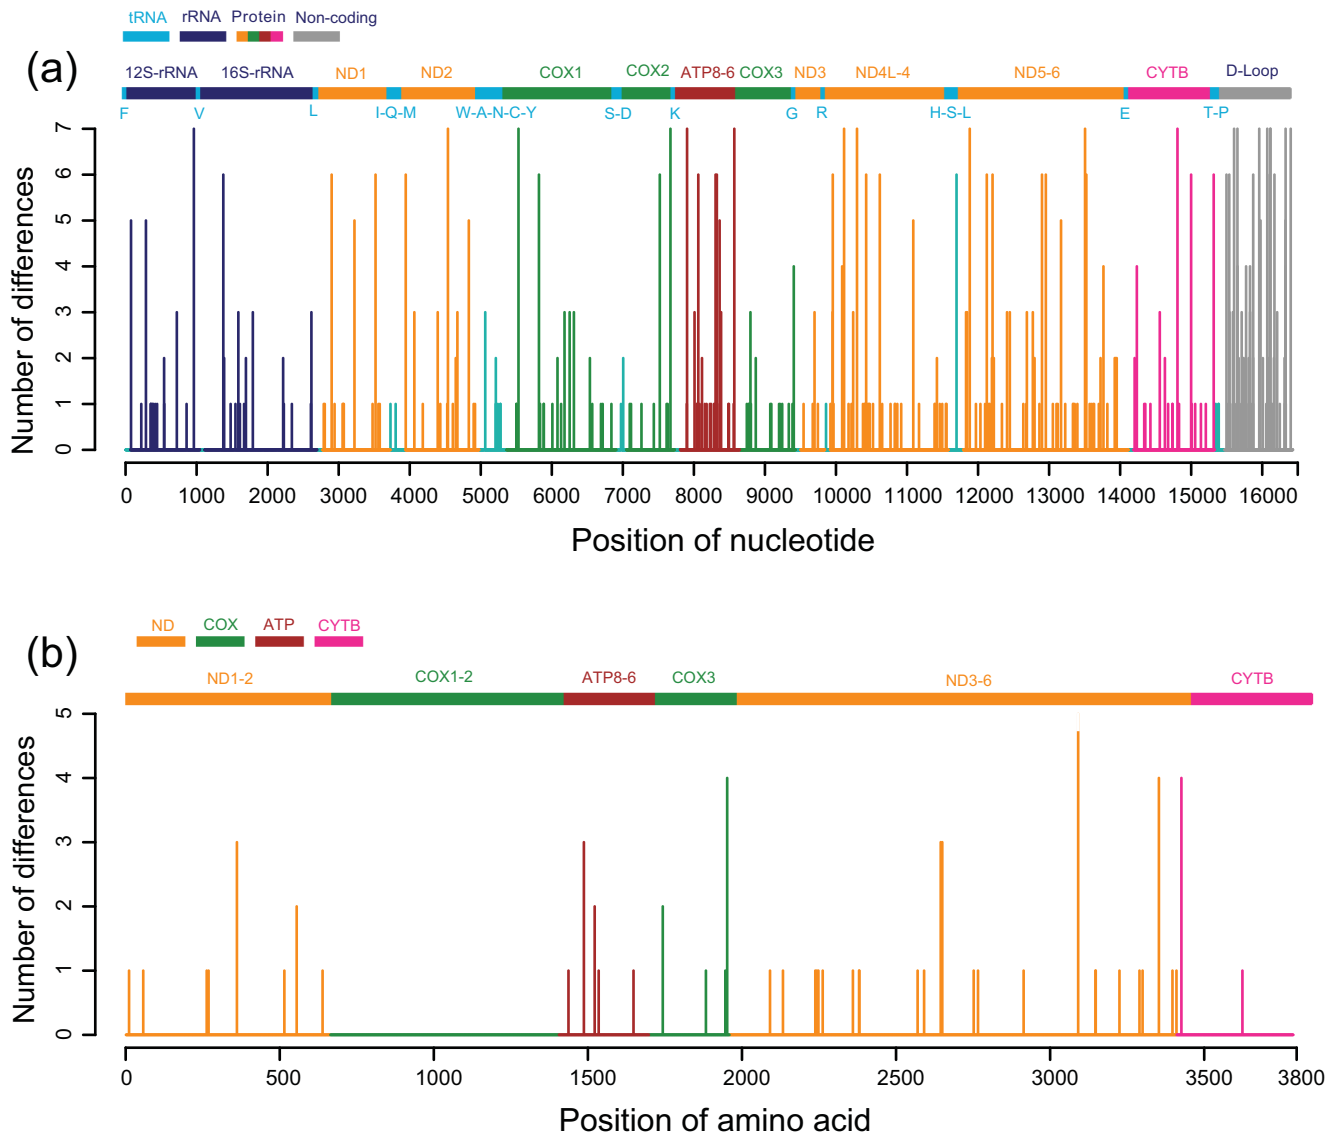 tRNA rRNA Protein Non-coding
(a)
12S-rRNA 16S-rRNA ND1 ND2 COX1 COX2 ATP8-6 COX3 ND3 ND4L-4 ND5-6 CYTB D-Loop
F V L I-Q-M W-A-N-C-Y S-D K G R H-S-L E T-P
Number of differences
7
6
5
4
3
2
1
0
0 1000 2000 3000 4000 5000 6000 7000 8000 9000 10000 11000 12000 13000 14000 15000 16000
Position of nucleotide
(b)
ND COX ATP CYTB
ND1-2 COX1-2 ATP8-6 COX3 ND3-6 CYTB
Number of differences
5
4
3
2
1
0
0 500 1000 1500 2000 2500 3000 3500 3800
Position of amino acid